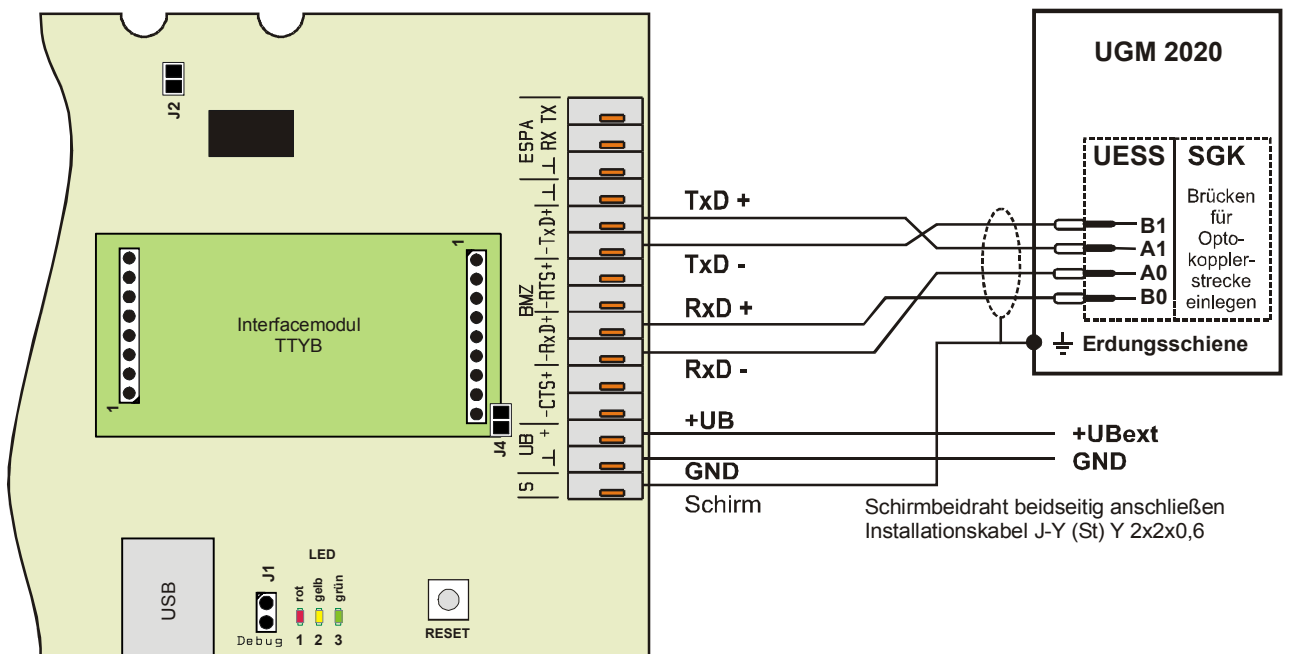 J2
ESPA
RX TX
⊥
BMZ
⊥
-TxD+
-RTS+
-RxD+
-CTS+
UB
+
⊥
S
1
1
Interfacemodul
TTYB
J4
USB
J1
Debug
LED
rot
gelb
grün
1 2 3
RESET
TxD +
TxD -
RxD +
RxD -
+UB
GND
Schirm
+UBext
GND
Schirmbeidraht beidseitig anschließen
Installationskabel J-Y (St) Y 2x2x0,6
UGM 2020
UESS
SGK
B1
A1
A0
B0
Brücken
für
Opto-
koppler-
strecke
einlegen
Erdungsschiene